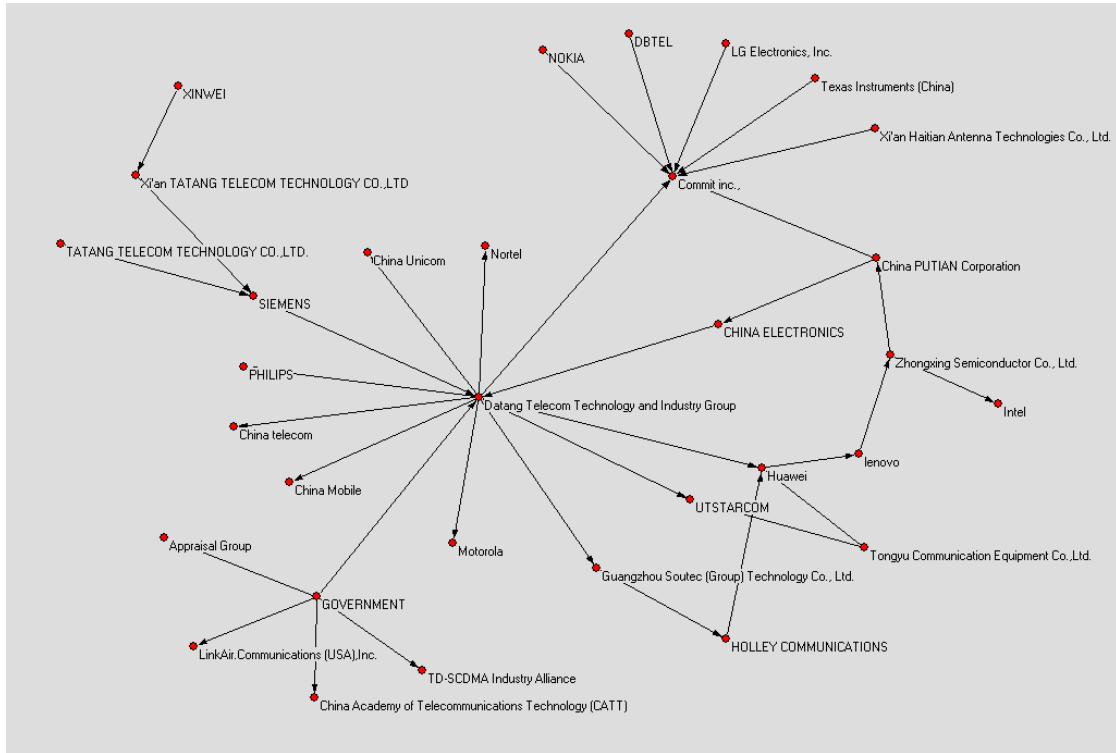 DBTEL
NOKIA
LG Electronics, Inc.
Texas Instruments (China)
XINWEI
Xi'an Haitian Antenna Technologies Co., Ltd.
Xi'an TATANG TELECOM TECHNOLOGY CO.,LTD
Commit inc.,
TATANG TELECOM TECHNOLOGY CO.,LTD.
China Unicom
Nortel
China PUTIAN Corporation
SIEMENS
CHINA ELECTRONICS
Zhongxing Semiconductor Co., Ltd.
PHILIPS
Datang Telecom Technology and Industry Group
Intel
China telecom
lenovo
Huawei
China Mobile
UTSTARCOM
Appraisal Group
Motorola
Tongyu Communication Equipment Co.,Ltd.
Guangzhou Soutec (Group) Technology Co., Ltd.
GOVERNMENT
HOLLEY COMMUNICATIONS
LinkAir.Communications (USA),Inc.
TD-SCDMA Industry Alliance
China Academy of Telecommunications Technology (CATT)